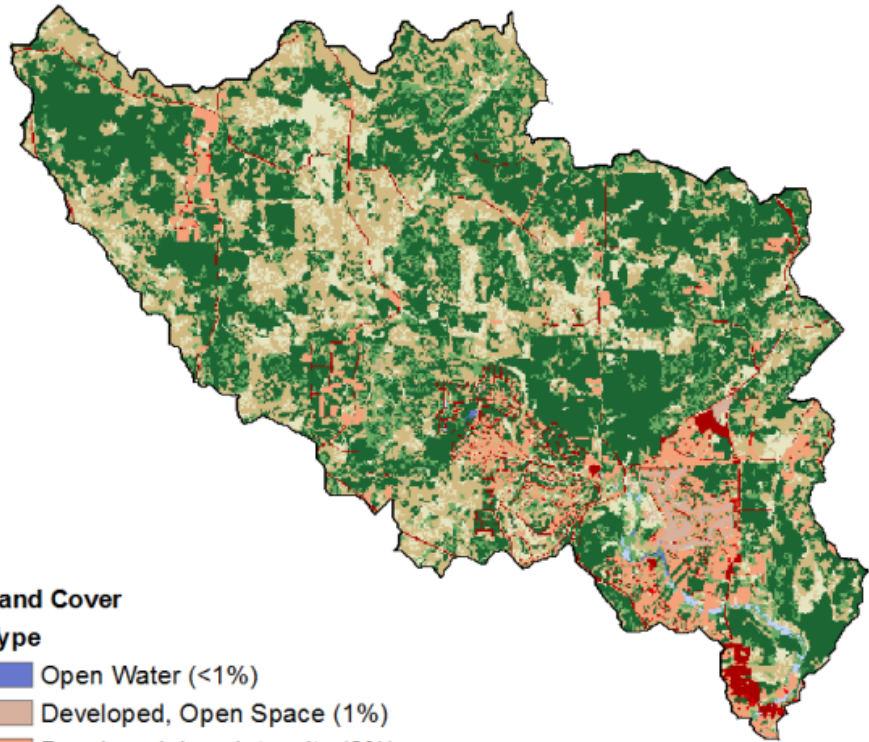 and Cover
ype
Open Water (<1%)
Developed, Open Space (1%)